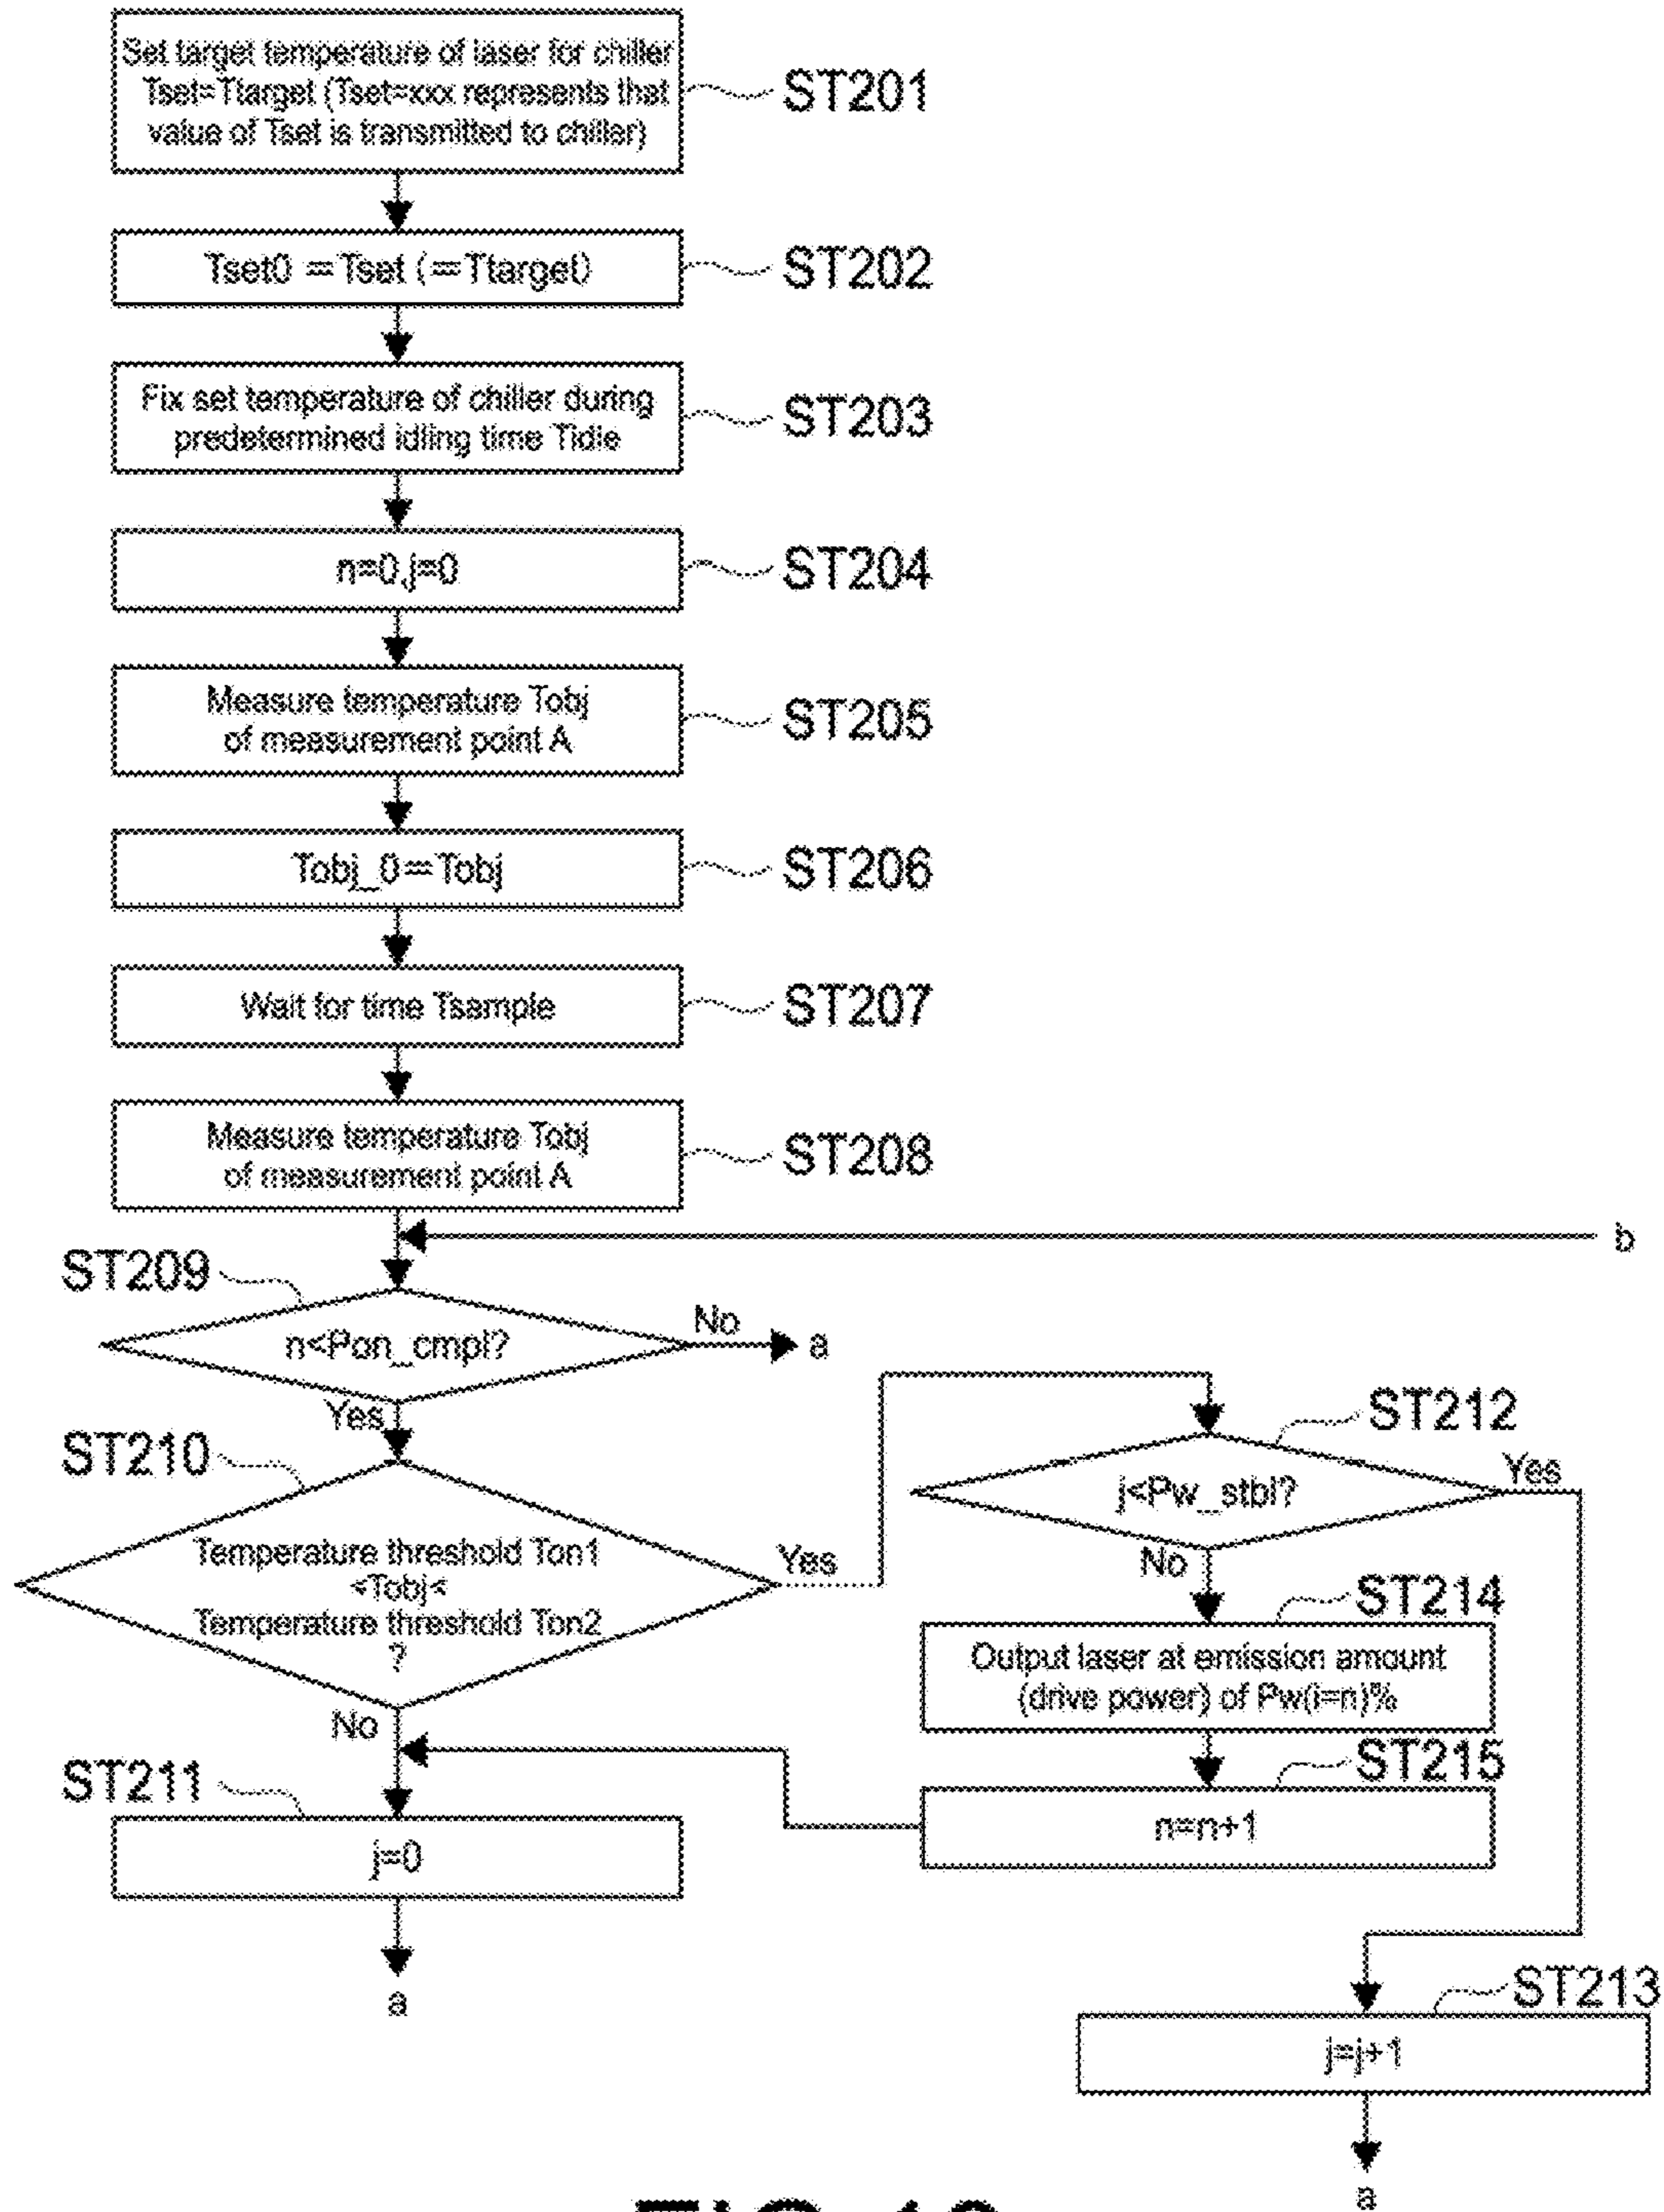 Set target temperature of laser for chiller
Tset=Ttarget (Tset=xxx represents that
value of Tset is transmitted to chiller)
ST201
Tset0 =Tset (=Ttarget)
ST202
Fix set temperature of chiller during
predetermined idling time Tidle
ST203
n=0,j=0
ST204
Measure temperature Tobj
of measurement point A
ST205
Tobj_0=Tobj
ST206
Wait for time Tsample
ST207
Measure temperature Tobj
of measurement point A
ST208
b
ST209
n<Pon_cmpl?
No
a
Yes
ST210
Temperature threshold Ton1
<Tobj<
Temperature threshold Ton2
?
Yes
No
ST212
j<Pw_stbl?
Yes
No
ST214
Output laser at emission amount
(drive power) of Pw(i=n)%
ST215
n=n+1
ST211
j=0
a
ST213
j=j+1
a